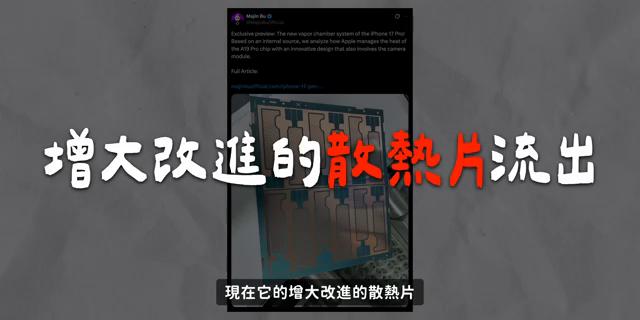 Majin Bu
Exclusive preview: The new vapor chamber system of the iPhone 17 Pro!
Based on an internal source, we analyze how Apple manages the heat of
the A19 Pro chip with an innovative design that also involves the camera
module.
Full Article:
增大改進的散熱片流出
現在它的增大改進的散熱片